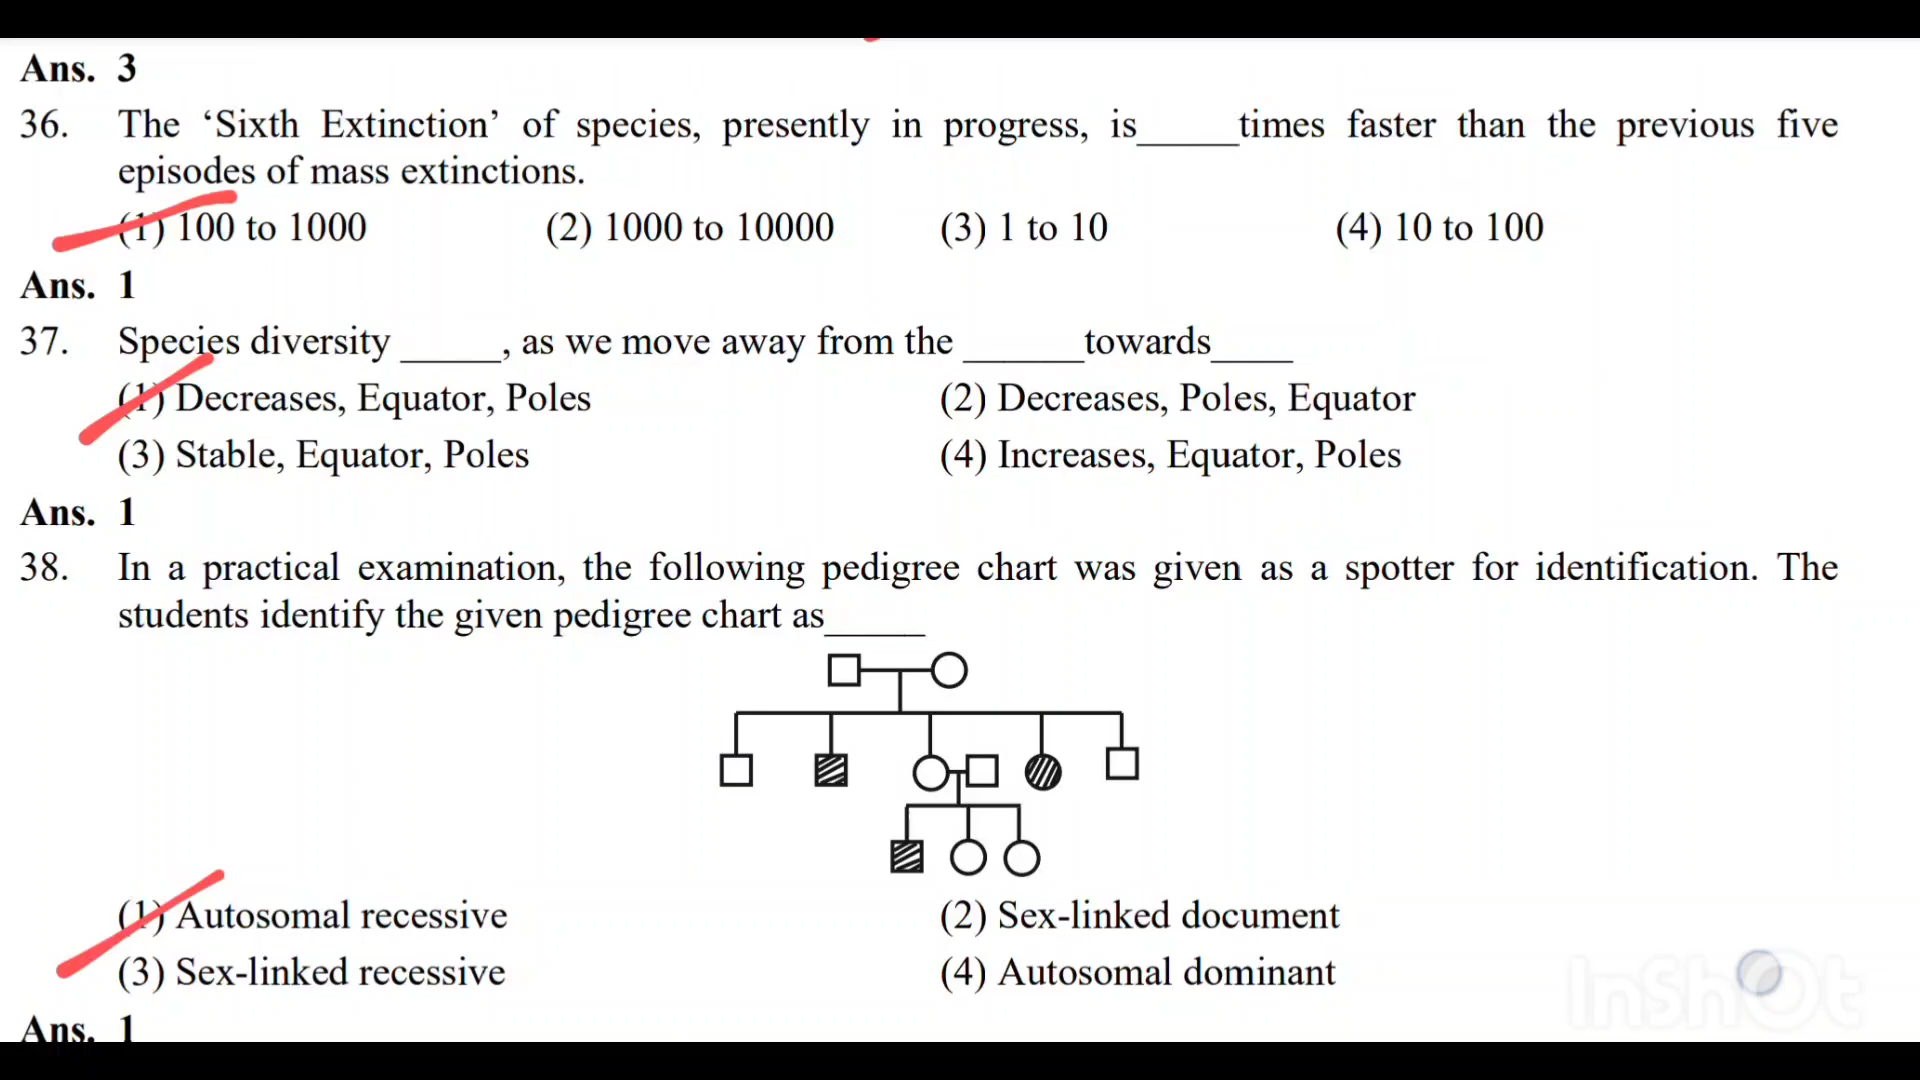 Ans. 3
36. The ‘Sixth Extinction’ of species, presently in progress, is_____times faster than the previous five
episodes of mass extinctions.
(1) 100 to 1000 (2) 1000 to 10000 (3) 1 to 10 (4) 10 to 100
Ans. 1
37. Species diversity _____, as we move away from the ______towards____
(1) Decreases, Equator, Poles (2) Decreases, Poles, Equator
(3) Stable, Equator, Poles (4) Increases, Equator, Poles
Ans. 1
38. In a practical examination, the following pedigree chart was given as a spotter for identification. The
students identify the given pedigree chart as_____
(1) Autosomal recessive (2) Sex-linked document
(3) Sex-linked recessive (4) Autosomal dominant
InShOt
Ans. 1